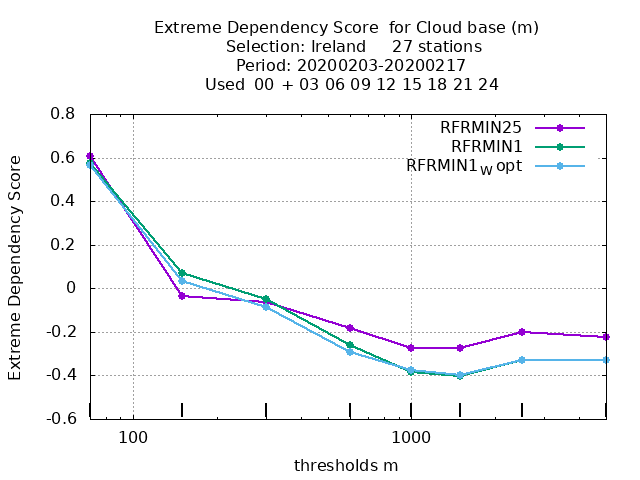 Extreme Dependency Score  for Cloud base (m)
Selection: Ireland     27 stations
Period: 20200203-20200217
Used  00 + 03 06 09 12 15 18 21 24
RFRMIN25
RFRMIN1
RFRMIN1W opt
Extreme Dependency Score
0.8
0.6
0.4
0.2
0
-0.2
-0.4
-0.6
100
1000
thresholds m